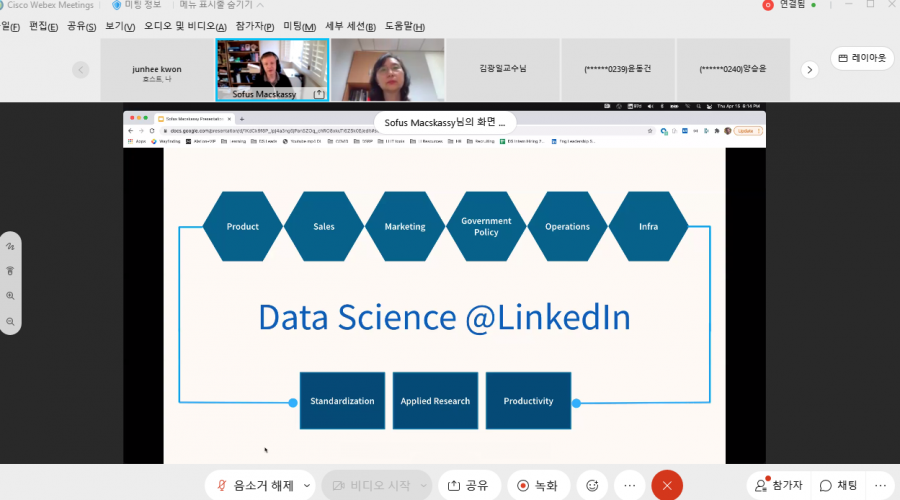 Cisco Webex Meetings 미팅 정보 메뉴 표시줄 숨기기 연결됨
일(F) 편집(E) 공유(S) 보기(V) 오디오 및 비디오(A) 참가자(P) 미팅(M) 세부 세션(B) 도움말(H)
junhee kwon
호스트, 나
Sofus Macskassy
김광일교수님
(******0239)윤동건
(******0240)양승윤
레이아웃
Sofus Macskassy님의 화면 ...
Product
Sales
Marketing
Government
Policy
Operations
Infra
Data Science @LinkedIn
Standardization
Applied Research
Productivity
음소거 해제
비디오 시작
공유
녹화
참가자
채팅